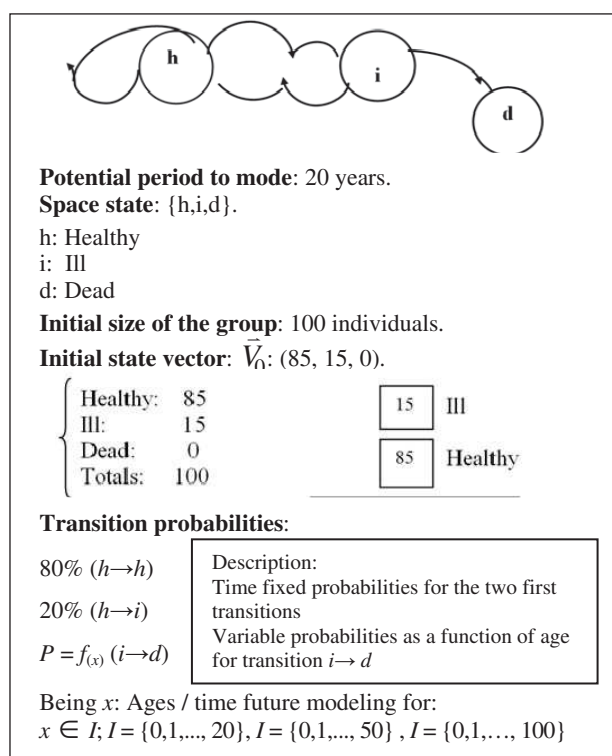 h
i
d
Potential period to mode: 20 years.
Space state: {h,i,d}.
h: Healthy
i: Ill
d: Dead
Initial size of the group: 100 individuals.
Initial state vector: V⃗₀: (85, 15, 0).
Healthy: 85
Ill: 15
Dead: 0
Totals: 100
15 Ill
85 Healthy
Transition probabilities:
80% (h→h)
20% (h→i)
P = f(x) (i→d)
Description:
Time fixed probabilities for the two first
transitions
Variable probabilities as a function of age
for transition i→ d
Being x: Ages / time future modeling for:
x ∈ I; I = {0,1,..., 20}, I = {0,1,..., 50} , I = {0,1,…, 100}